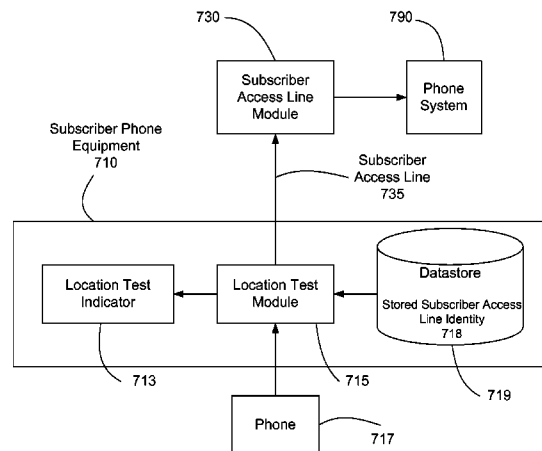 730
790
Subscriber
Access Line
Module
Phone
System
Subscriber Phone
Equipment
710
Subscriber
Access Line
735
Location Test
Indicator
Location Test
Module
Datastore
Stored Subscriber Access
Line Identity
718
713
715
719
Phone
717